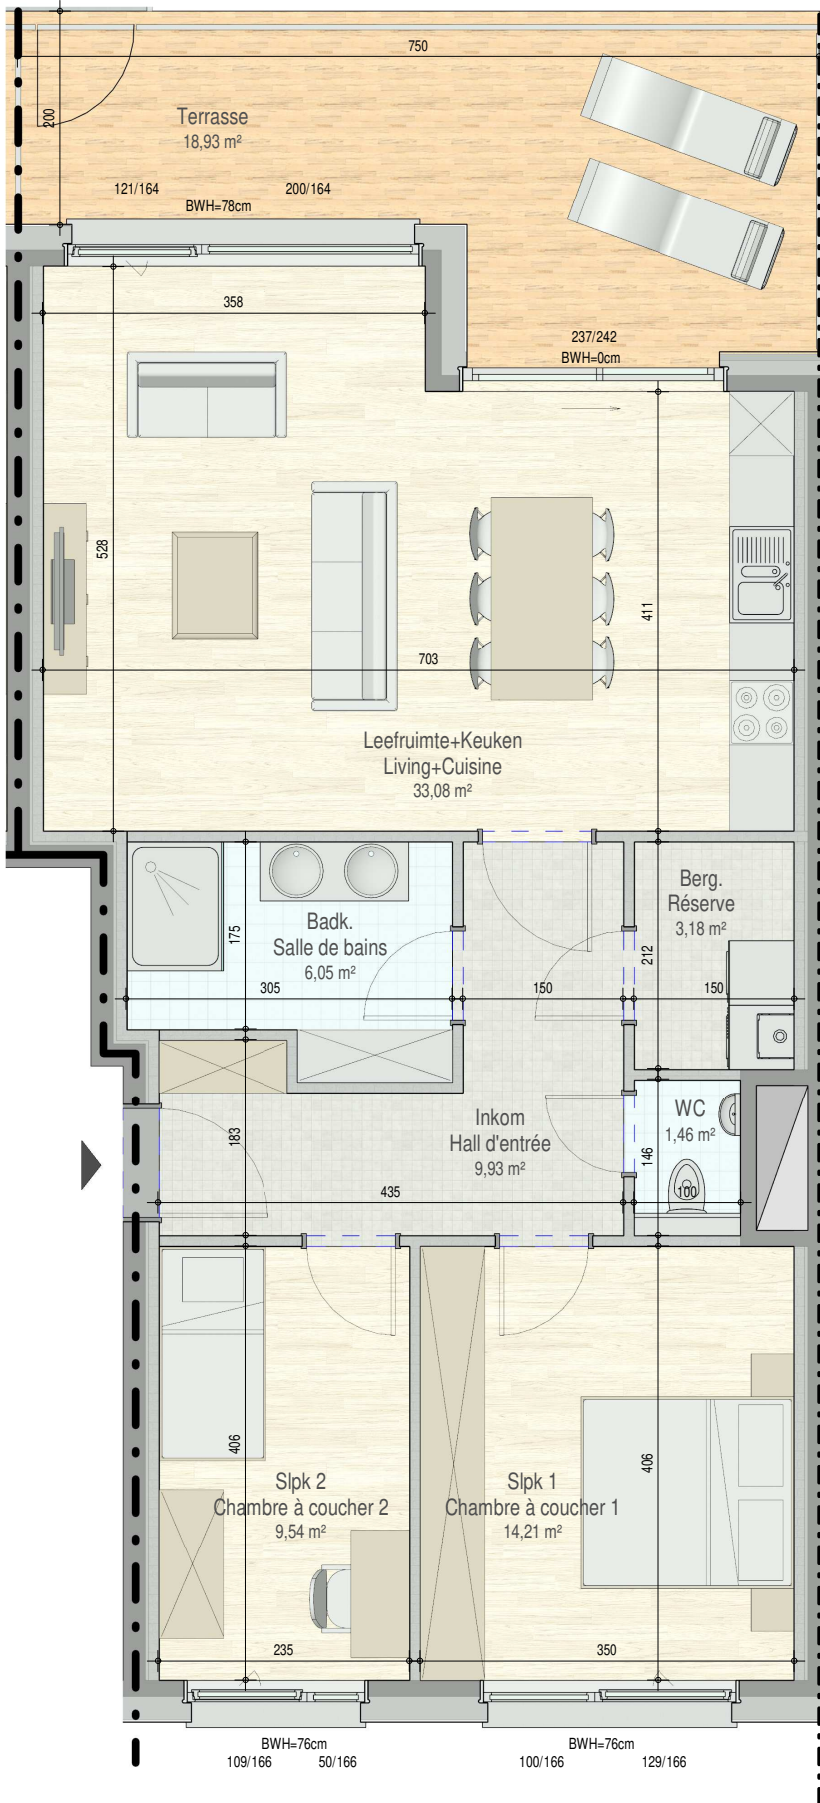 750
200
Terrasse
18,93 m²
121/164
200/164
BWH=78cm
358
237/242
BWH=0cm
528
411
703
Leefruimte+Keuken
Living+Cuisine
33,08 m²
Berg.
Réserve
3,18 m²
Badk.
Salle de bains
6,05 m²
175
212
305
150
150
WC
1,46 m²
Inkom
Hall d'entrée
9,93 m²
183
146
435
100
406
406
Slpk 2
Chambre à coucher 2
9,54 m²
Slpk 1
Chambre à coucher 1
14,21 m²
235
350
BWH=76cm
109/166
50/166
BWH=76cm
100/166
129/166